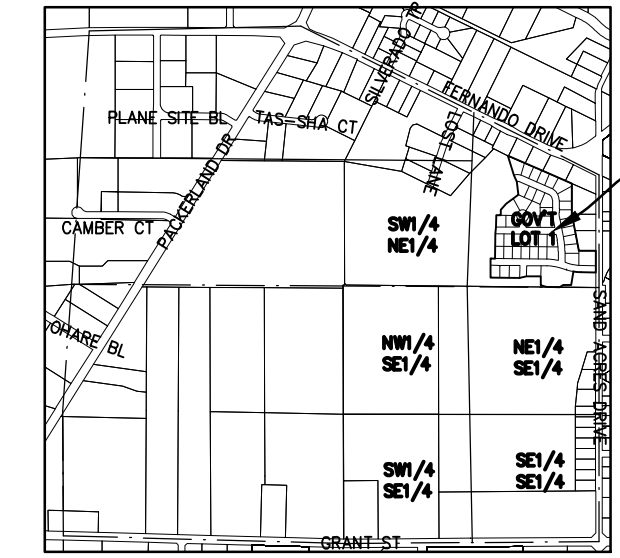 SILVERADO TP
FERNANDO DRIVE
PLANE SITE BL
TAS-SHA CT
LOST LANE
PACKERLAND DR
CAMBER CT
SW1/4
NE1/4
GOV'T
LOT 1
OHARE BL
NW1/4
SE1/4
NE1/4
SE1/4
SAND ACRES DRIVE
SW1/4
SE1/4
SE1/4
SE1/4
GRANT ST